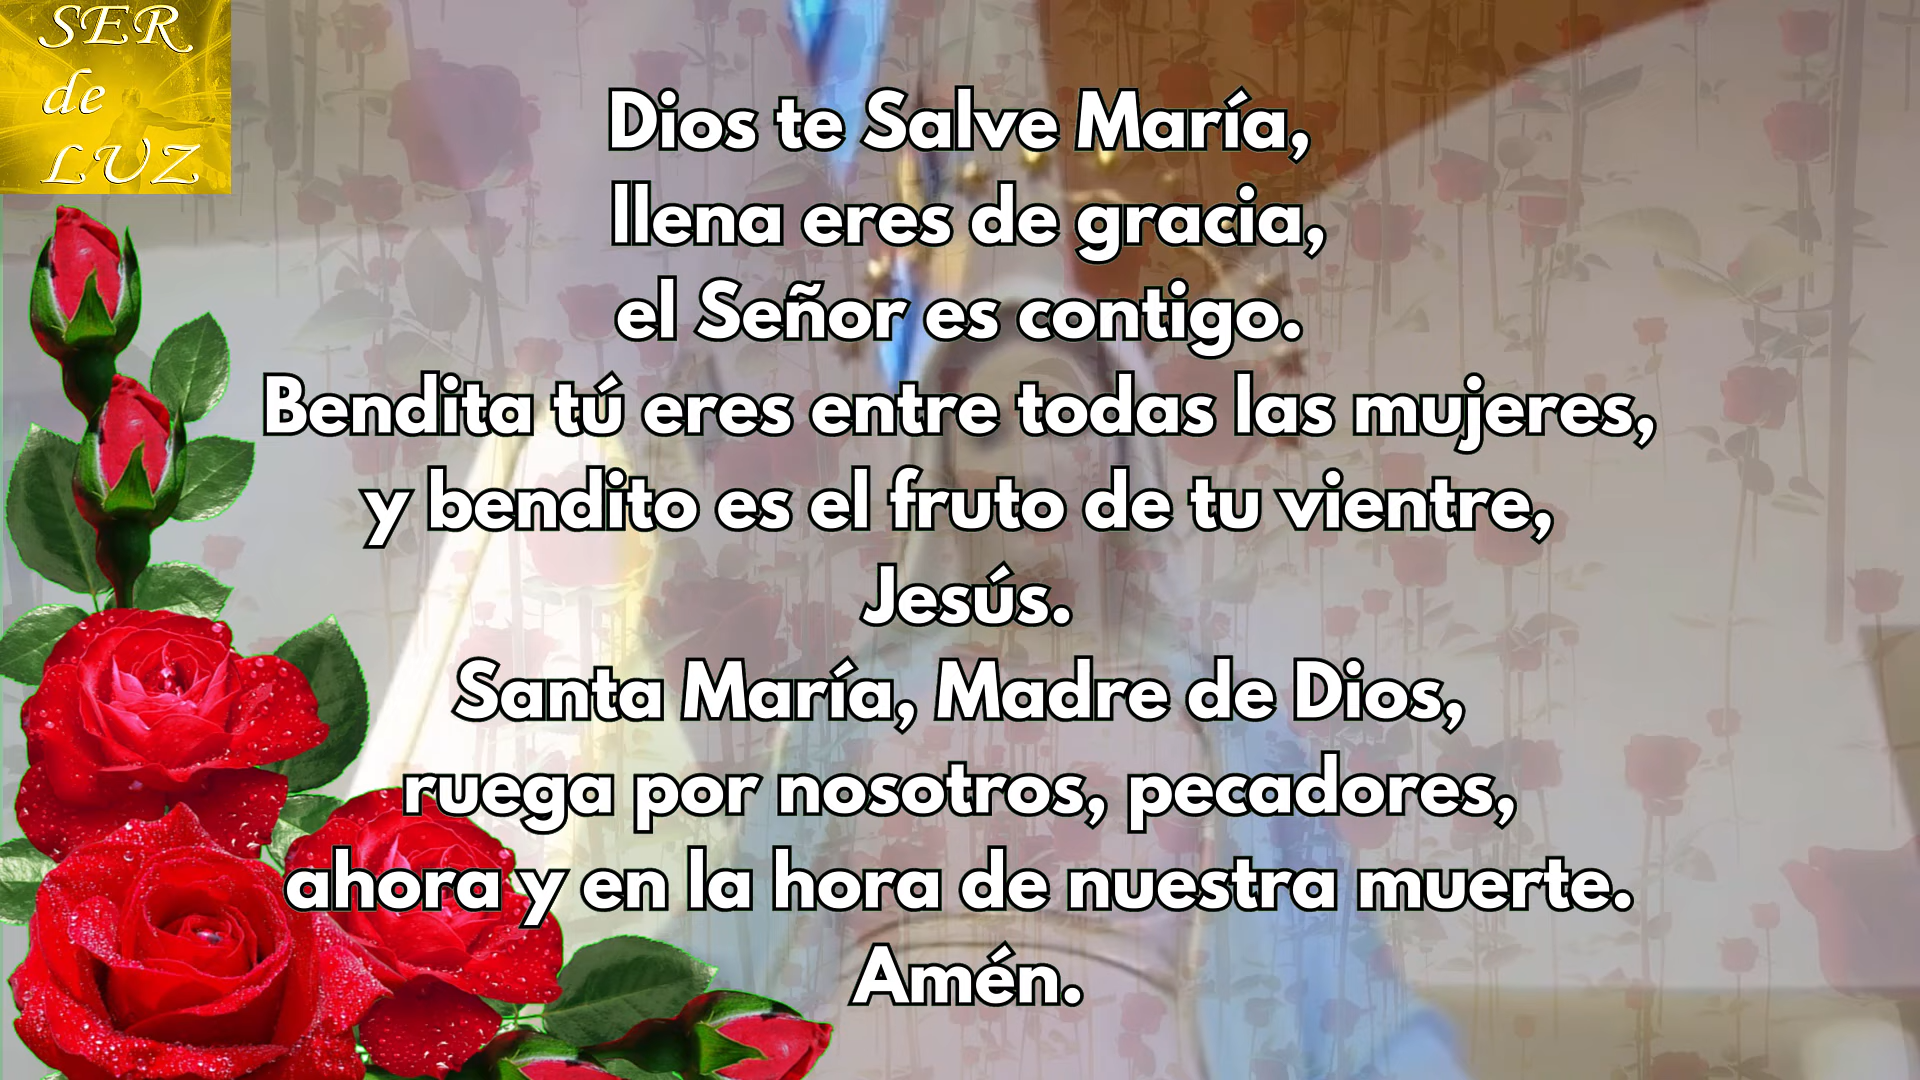 SER
de
LUZ
Dios te Salve María,
llena eres de gracia,
el Señor es contigo.
Bendita tú eres entre todas las mujeres,
y bendito es el fruto de tu vientre,
Jesús.
Santa María, Madre de Dios,
ruega por nosotros, pecadores,
ahora y en la hora de nuestra muerte.
Amén.